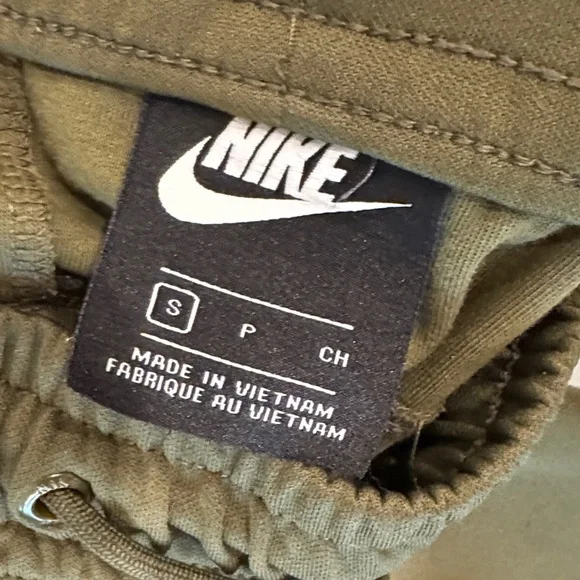 NIKE
S P CH
MADE IN VIETNAM
FABRIQUE AU VIETNAM